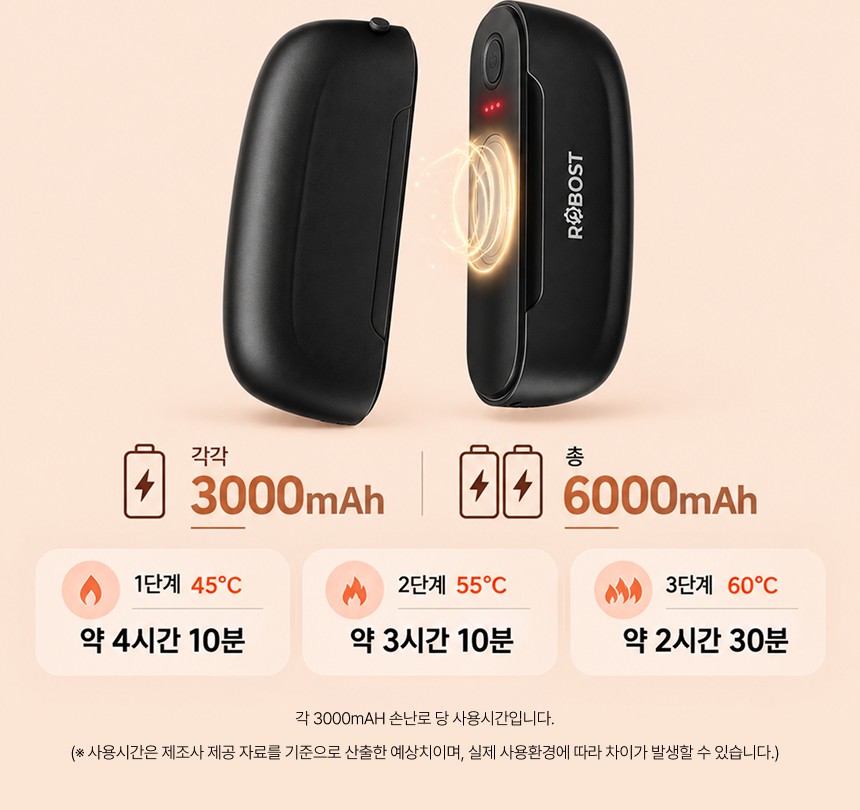 ROBOST
각각
3000mAh
총
6000mAh
1단계 45°C
약 4시간 10분
2단계 55°C
약 3시간 10분
3단계 60°C
약 2시간 30분
각 3000mAH 손난로 당 사용시간입니다.
(※ 사용시간은 제조사 제공 자료를 기준으로 산출한 예상치이며, 실제 사용환경에 따라 차이가 발생할 수 있습니다.)